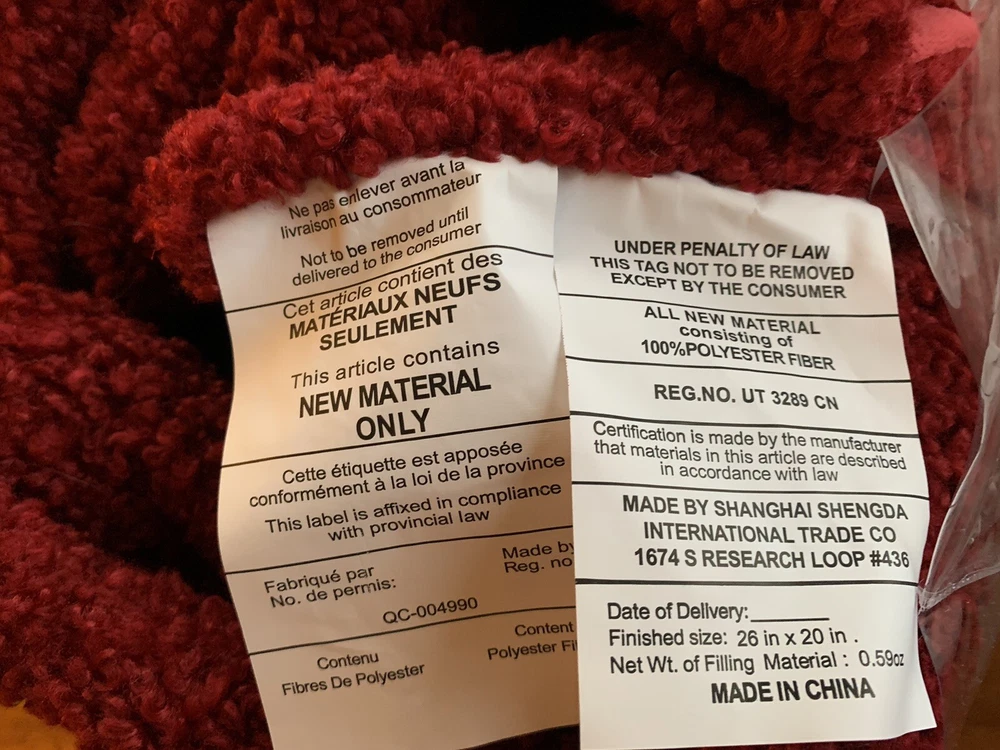 Ne pas enlever avant la
livraison au consommateur
Not to be removed until
delivered to the consumer
Cet article contient des
MATÉRIAUX NEUFS
SEULEMENT
This article contains
NEW MATERIAL
ONLY
Cette étiquette est apposée
conformément à la loi de la province
This label is affixed in compliance
with provincial law
Fabriqué par
No. de permis:
Made by
Reg. no
QC-004990
Contenu
Fibres De Polyester
Content
Polyester
UNDER PENALTY OF LAW
THIS TAG NOT TO BE REMOVED
EXCEPT BY THE CONSUMER
ALL NEW MATERIAL
consisting of
100%POLYESTER FIBER
REG.NO. UT 3289 CN
Certification is made by the manufacturer
that materials in this article are described
in accordance with law
MADE BY SHANGHAI SHENGDA
INTERNATIONAL TRADE CO
1674 S RESEARCH LOOP #436
Date of Delivery:________
Finished size: 26 in x 20 in .
Net Wt. of Filling Material : 0.59oz
MADE IN CHINA